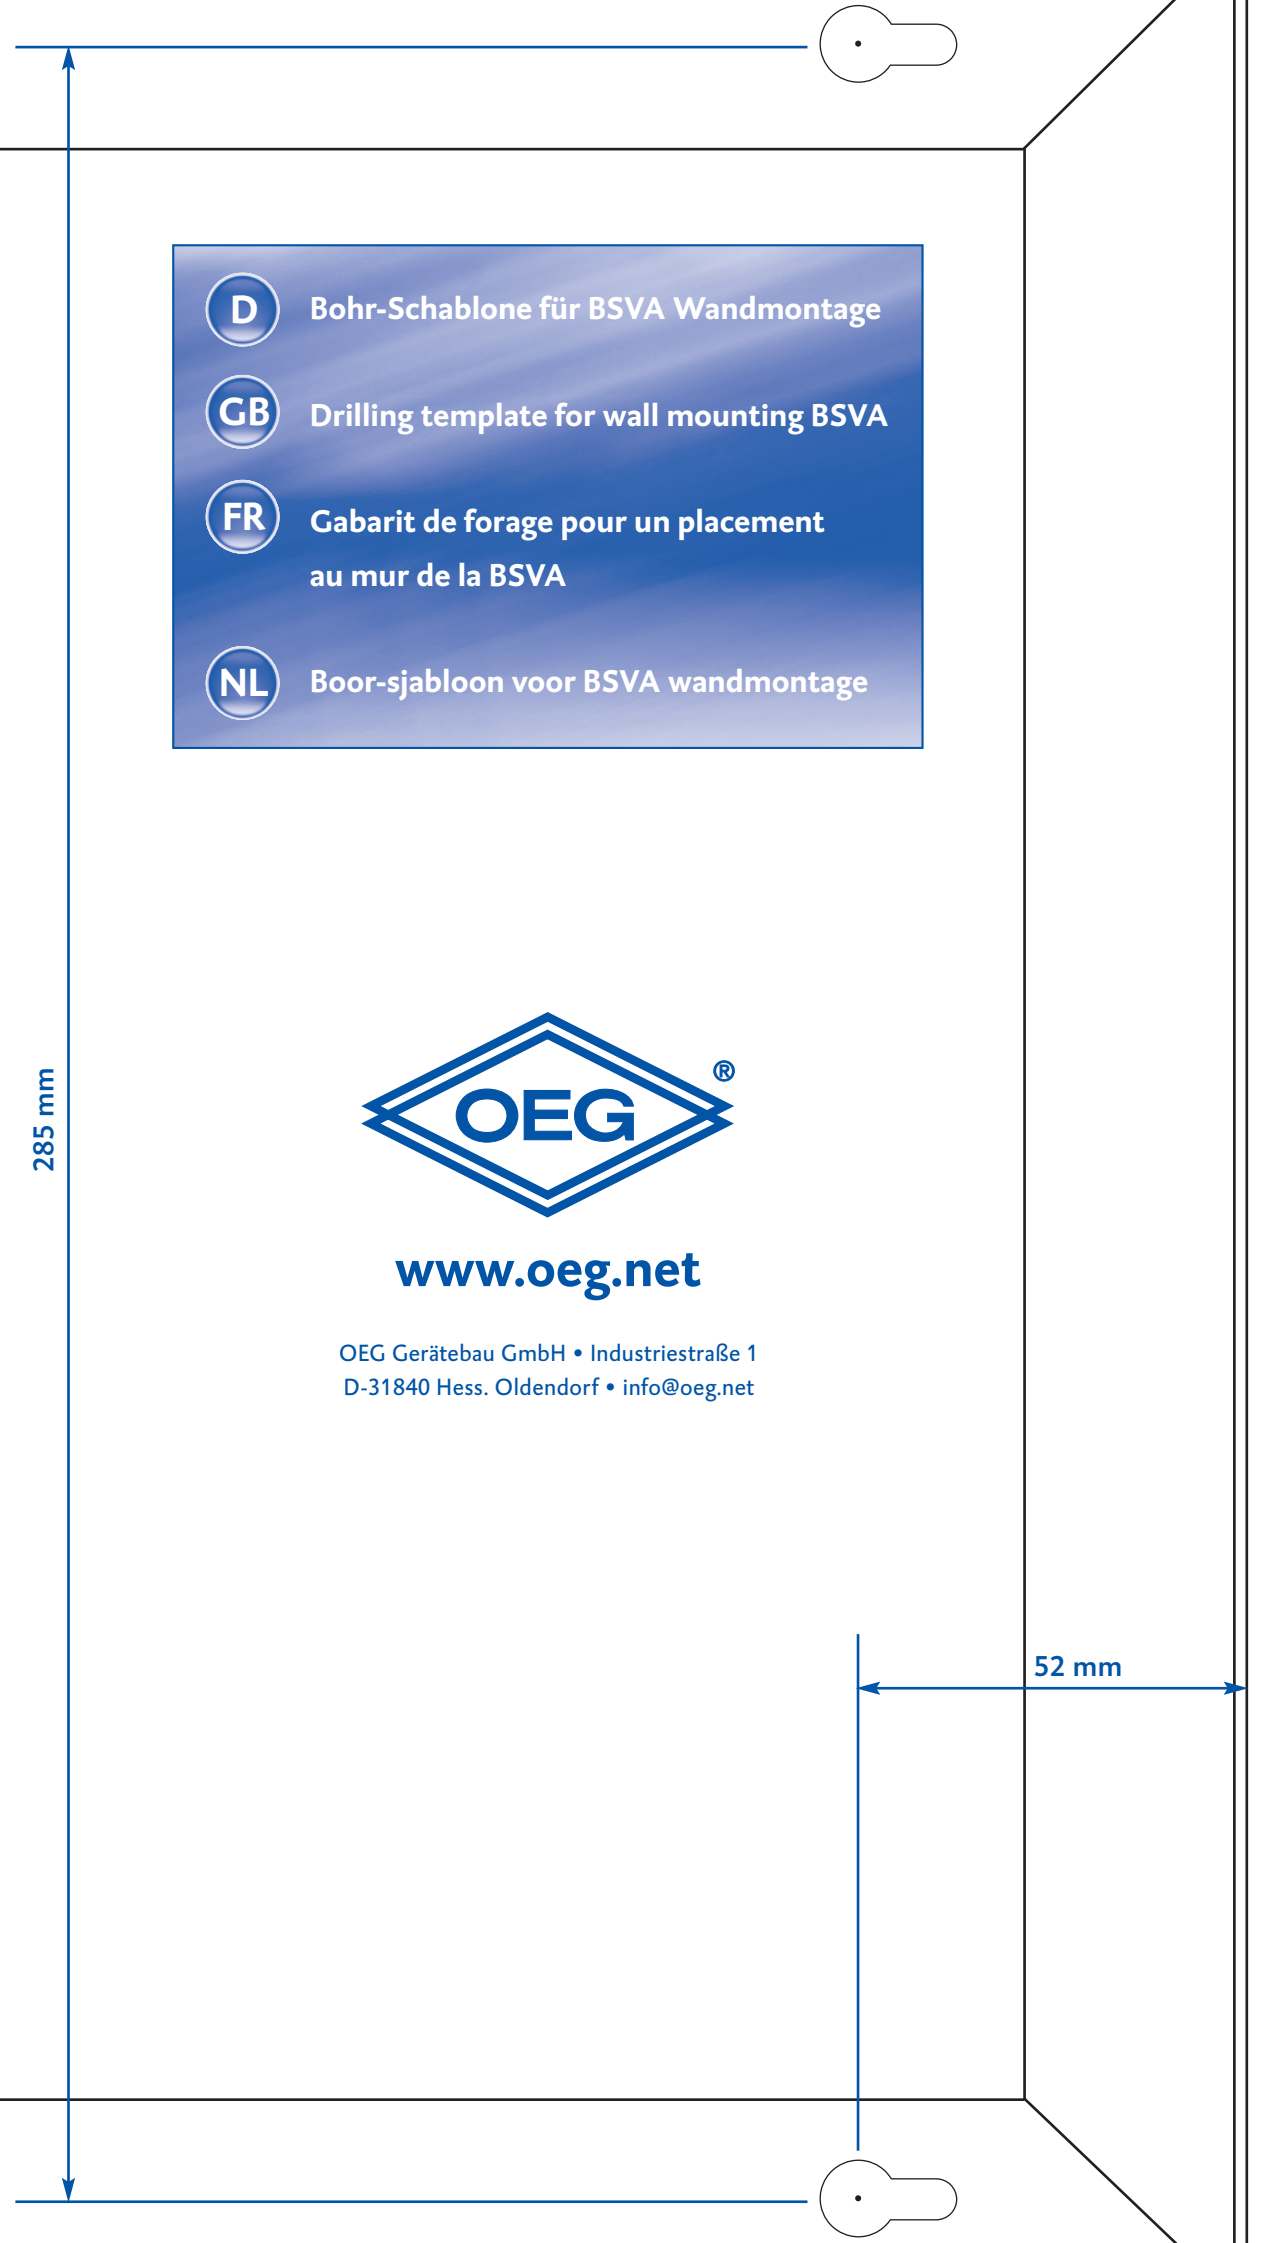 D Bohr-Schablone für BSVA Wandmontage
GB Drilling template for wall mounting BSVA
FR Gabarit de forage pour un placement
au mur de la BSVA
NL Boor-sjabloon voor BSVA wandmontage
285 mm
OEG ®
www.oeg.net
OEG Gerätebau GmbH • Industriestraße 1
D-31840 Hess. Oldendorf • info@oeg.net
52 mm